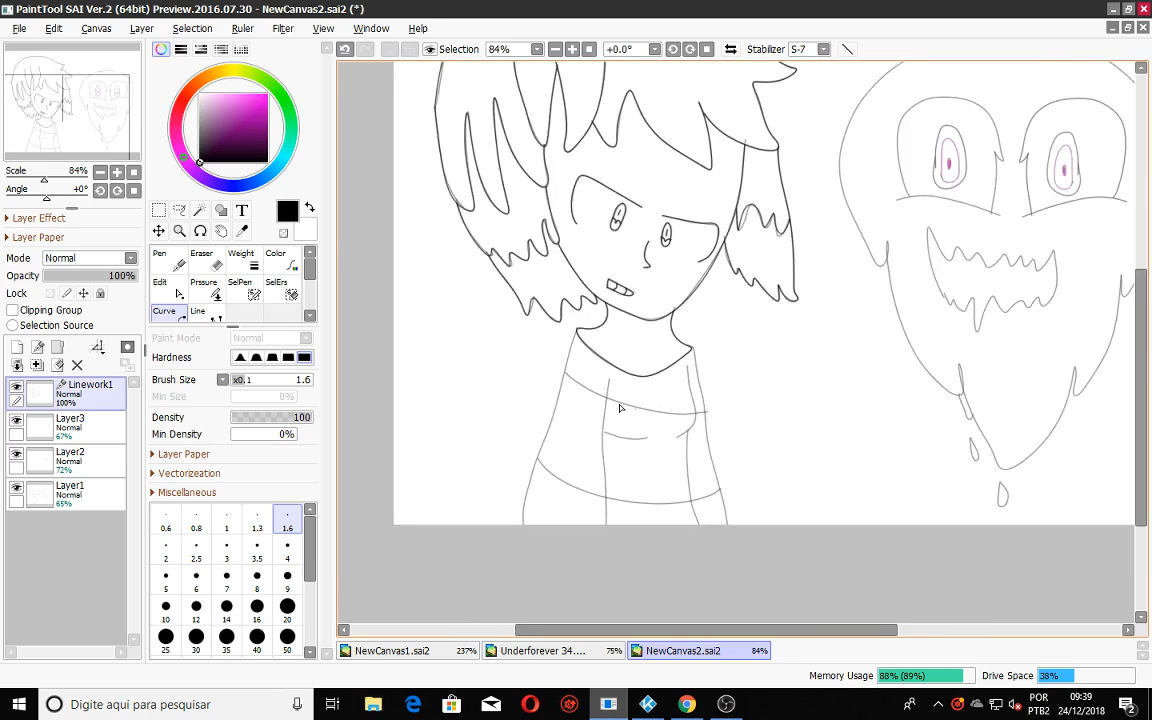 PaintTool SAI Ver.2 (64bit) Preview.2016.07.30 - NewCanvas2.sai2 (*)
File Edit Canvas Layer Selection Ruler Filter View Window Help
Selection 84% +0.0° Stabilizer S-7
Scale 84%
Angle +0°
Layer Effect
Layer Paper
Mode Normal
Opacity 100%
Lock
Clipping Group
Selection Source
Linework1
Normal
100%
Layer3
Normal
67%
Layer2
Normal
72%
Layer1
Normal
65%
T
Pen Eraser Weight Color
Edit Prssure SelPen SelErs
Curve Line
Paint Mode Normal
Hardness
Brush Size x0.1 1.6
Min Size 0%
Density 100
Min Density 0%
Layer Paper
Vectorization
Miscellaneous
0.6 0.8 1 1.3 1.6
2 2.5 3 3.5 4
5 6 7 8 9
10 12 14 16 20
25 30 35 40 50
NewCanvas1.sai2 237% Underforever 34.... 75% NewCanvas2.sai2 84%
Memory Usage 88% (89%) Drive Space 38%
Digite aqui para pesquisar
POR
PTB2
09:39
24/12/2018
2